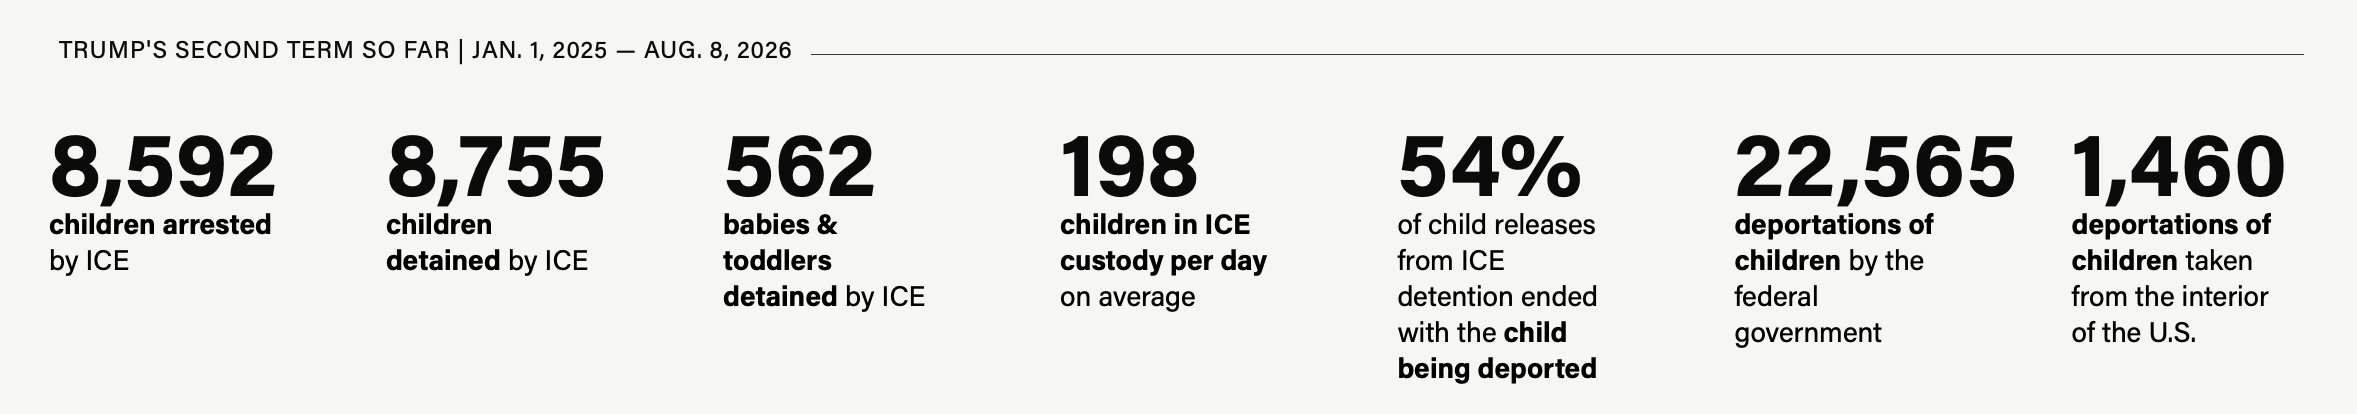 TRUMP'S SECOND TERM SO FAR | JAN. 1, 2025 — AUG. 8, 2026
8,592
children arrested
by ICE
8,755
children
detained by ICE
562
babies &
toddlers
detained by ICE
198
children in ICE
custody per day
on average
54%
of child releases
from ICE
detention ended
with the child
being deported
22,565
deportations of
children by the
federal
government
1,460
deportations of
children taken
from the interior
of the U.S.